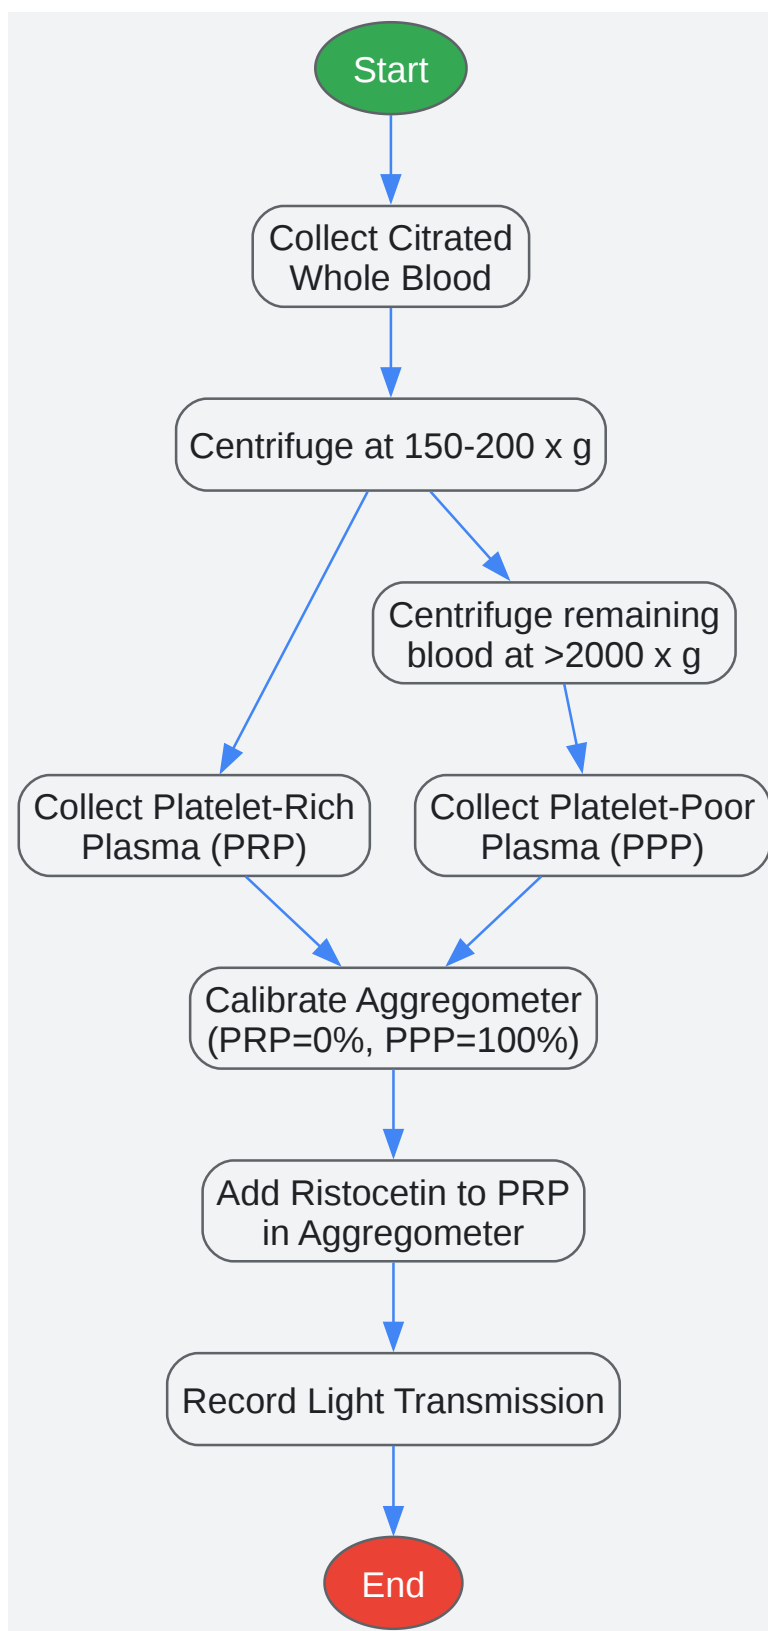 Start
Collect Citrated
Whole Blood
Centrifuge at 150-200 x g
Centrifuge remaining
blood at >2000 x g
Collect Platelet-Rich
Plasma (PRP)
Collect Platelet-Poor
Plasma (PPP)
Calibrate Aggregometer
(PRP=0%, PPP=100%)
Add Ristocetin to PRP
in Aggregometer
Record Light Transmission
End